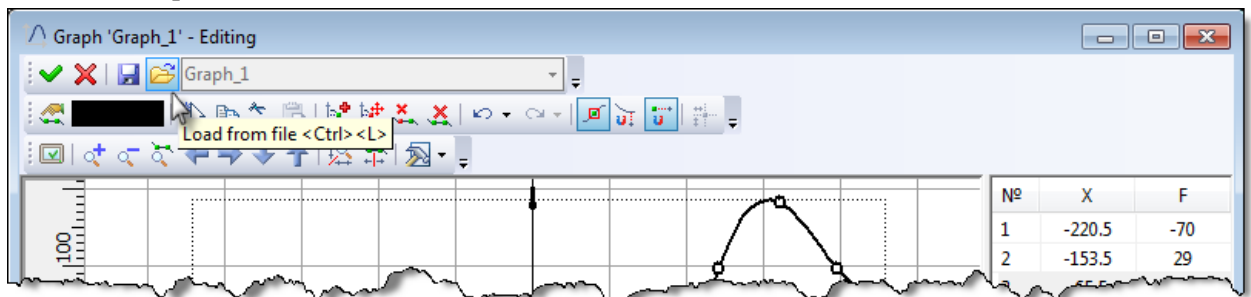 Graph 'Graph_1' - Editing
Graph_1
Load from file <Ctrl><L>
100
№ X F
1 -220.5 -70
2 -153.5 29